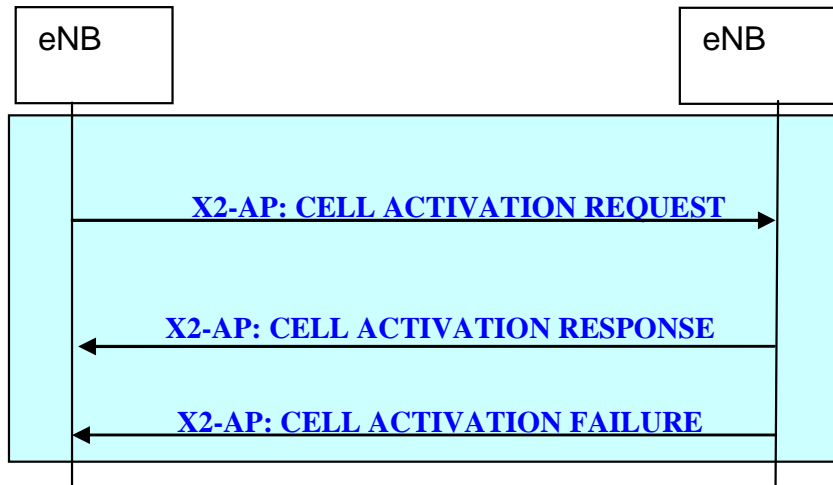 eNB
eNB
X2-AP: CELL ACTIVATION REQUEST
X2-AP: CELL ACTIVATION RESPONSE
X2-AP: CELL ACTIVATION FAILURE